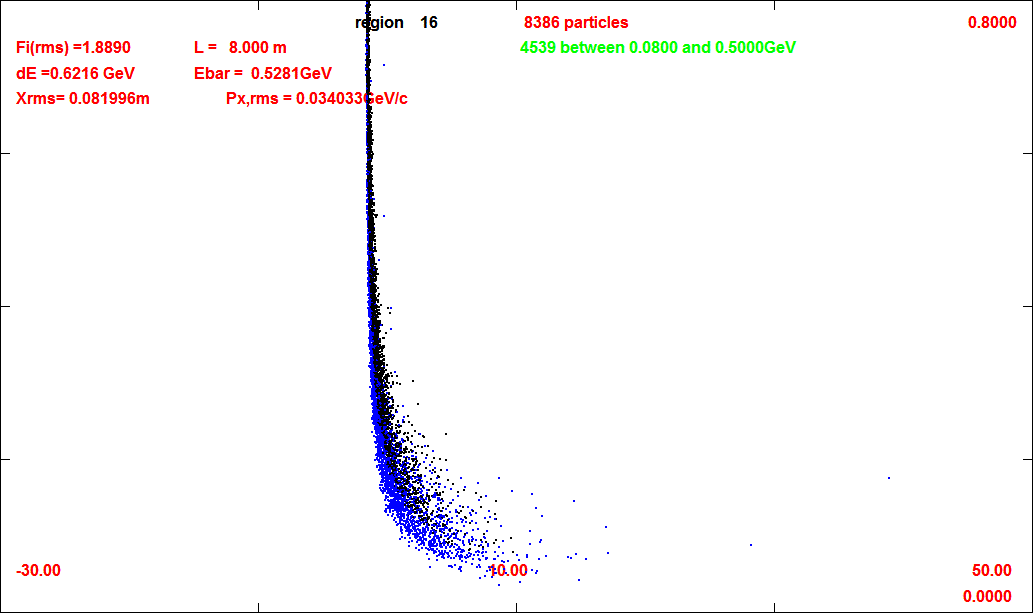 region 16 8386 particles 0.8000
Fi(rms) =1.8890 L = 8.000 m 4539 between 0.0800 and 0.5000GeV
dE =0.6216 GeV Ebar = 0.5281GeV
Xrms= 0.081996m Px,rms = 0.034033GeV/c
-30.00 10.00 50.00
0.0000